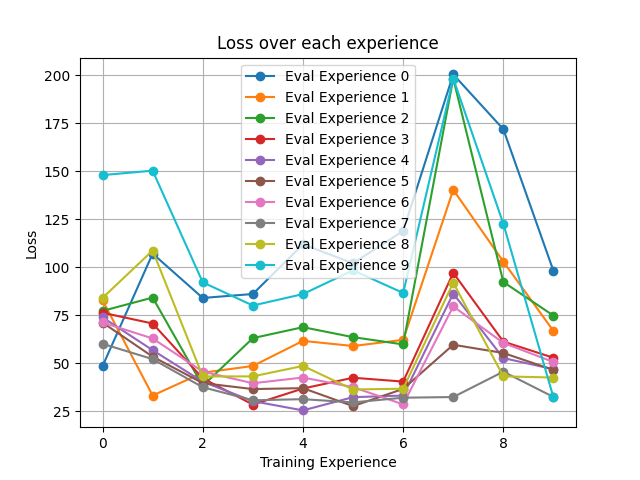 Loss over each experience
200
175
150
125
100
75
50
25
Loss
Eval Experience 0
Eval Experience 1
Eval Experience 2
Eval Experience 3
Eval Experience 4
Eval Experience 5
Eval Experience 6
Eval Experience 7
Eval Experience 8
Eval Experience 9
0 2 4 6 8
Training Experience